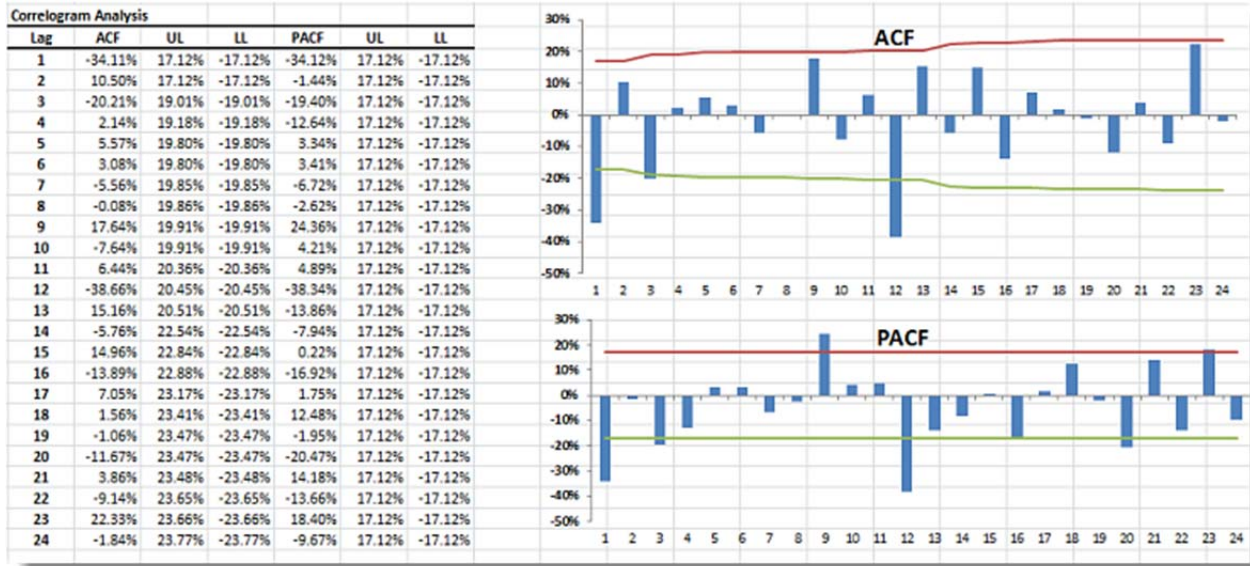 Correlogram Analysis
Lag ACF UL LL PACF UL LL
1 -34.11% 17.12% -17.12% -34.12% 17.12% -17.12%
2 10.50% 17.12% -17.12% -1.44% 17.12% -17.12%
3 -20.21% 19.01% -19.01% -19.40% 17.12% -17.12%
4 2.14% 19.18% -19.18% -12.64% 17.12% -17.12%
5 5.57% 19.80% -19.80% 3.34% 17.12% -17.12%
6 3.08% 19.80% -19.80% 3.41% 17.12% -17.12%
7 -5.56% 19.85% -19.85% -6.72% 17.12% -17.12%
8 -0.08% 19.86% -19.86% -2.62% 17.12% -17.12%
9 17.64% 19.91% -19.91% 24.36% 17.12% -17.12%
10 -7.64% 19.91% -19.91% 4.21% 17.12% -17.12%
11 6.44% 20.36% -20.36% 4.89% 17.12% -17.12%
12 -38.66% 20.45% -20.45% -38.34% 17.12% -17.12%
13 15.16% 20.51% -20.51% -13.86% 17.12% -17.12%
14 -5.76% 22.54% -22.54% -7.94% 17.12% -17.12%
15 14.96% 22.84% -22.84% 0.22% 17.12% -17.12%
16 -13.89% 22.88% -22.88% -16.92% 17.12% -17.12%
17 7.05% 23.17% -23.17% 1.75% 17.12% -17.12%
18 1.56% 23.41% -23.41% 12.48% 17.12% -17.12%
19 -1.06% 23.47% -23.47% -1.95% 17.12% -17.12%
20 -11.67% 23.47% -23.47% -20.47% 17.12% -17.12%
21 3.86% 23.48% -23.48% 14.18% 17.12% -17.12%
22 -9.14% 23.65% -23.65% -13.66% 17.12% -17.12%
23 22.33% 23.66% -23.66% 18.40% 17.12% -17.12%
24 -1.84% 23.77% -23.77% -9.67% 17.12% -17.12%
ACF
30%
20%
10%
0%
-10%
-20%
-30%
-40%
-50%
1 2 3 4 5 6 7 8 9 10 11 12 13 14 15 16 17 18 19 20 21 22 23 24
PACF
30%
20%
10%
0%
-10%
-20%
-30%
-40%
-50%
1 2 3 4 5 6 7 8 9 10 11 12 13 14 15 16 17 18 19 20 21 22 23 24